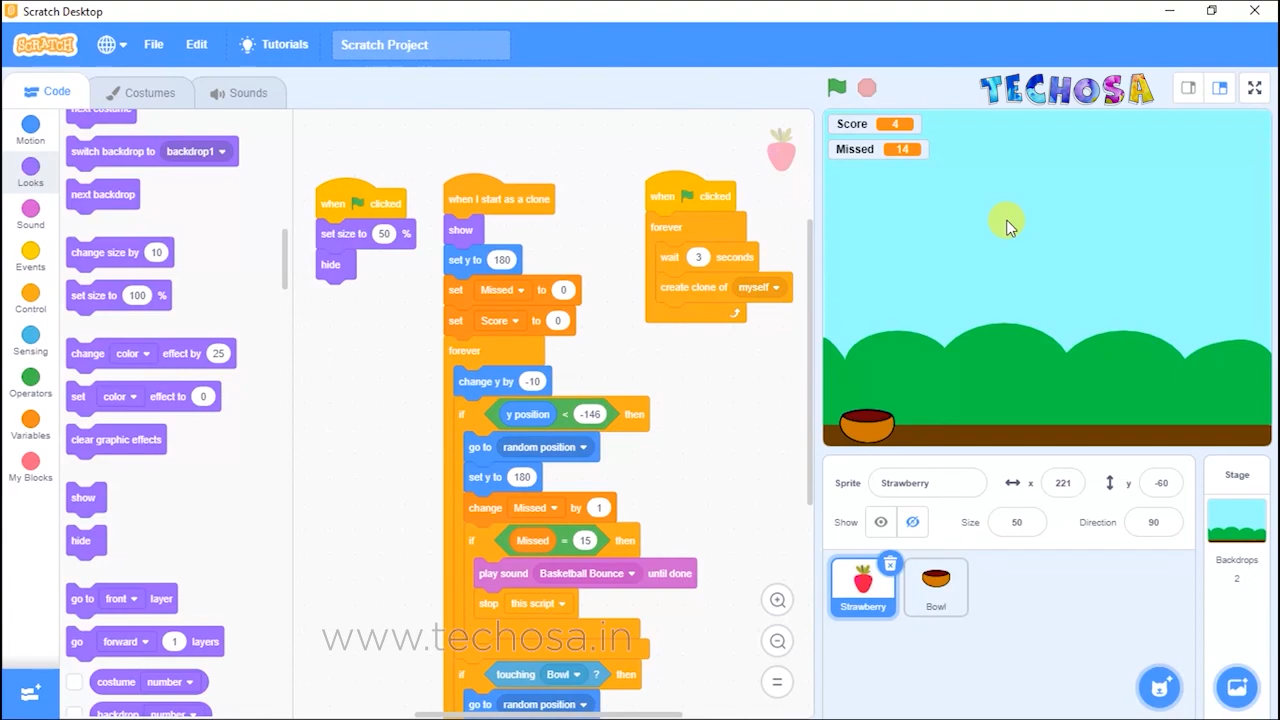 Scratch Desktop
SCRATCH
File
Edit
Tutorials
Scratch Project
Code
Costumes
Sounds
TECHOSA
Motion
Looks
Sound
Events
Control
Sensing
Operators
Variables
My Blocks
next costume
switch backdrop to backdrop1
next backdrop
change size by 10
set size to 100 %
change color effect by 25
set color effect to 0
clear graphic effects
show
hide
go to front layer
go forward 1 layers
costume number
backdrop number
when clicked
set size to 50 %
hide
when I start as a clone
show
set y to 180
set Missed to 0
set Score to 0
forever
change y by -10
if y position < -146 then
go to random position
set y to 180
change Missed by 1
if Missed = 15 then
play sound Basketball Bounce until done
stop this script
if touching Bowl ? then
go to random position
when clicked
forever
wait 3 seconds
create clone of myself
www.techosa.in
Score 4
Missed 14
Sprite Strawberry x 221 y -60
Show Size 50 Direction 90
Strawberry
Bowl
Stage
Backdrops
2